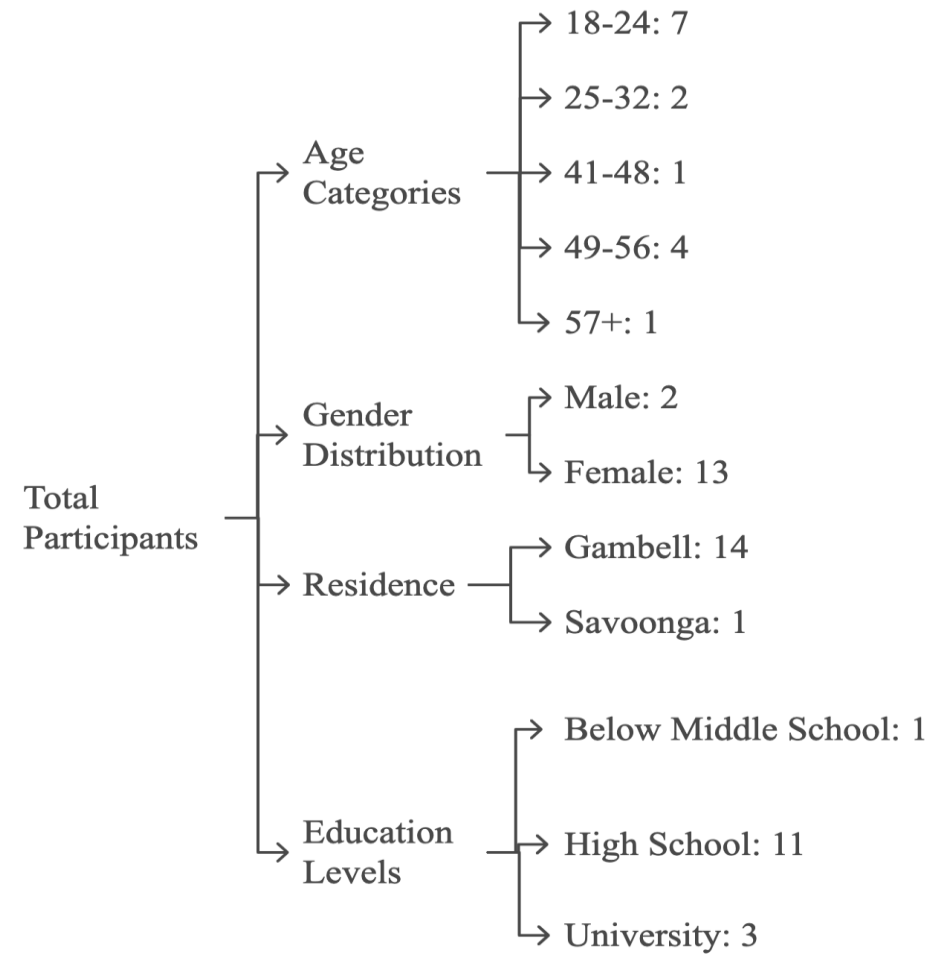 Total
Participants
Age
Categories
18-24: 7
25-32: 2
41-48: 1
49-56: 4
57+: 1
Gender
Distribution
Male: 2
Female: 13
Residence
Gambell: 14
Savoonga: 1
Education
Levels
Below Middle School: 1
High School: 11
University: 3